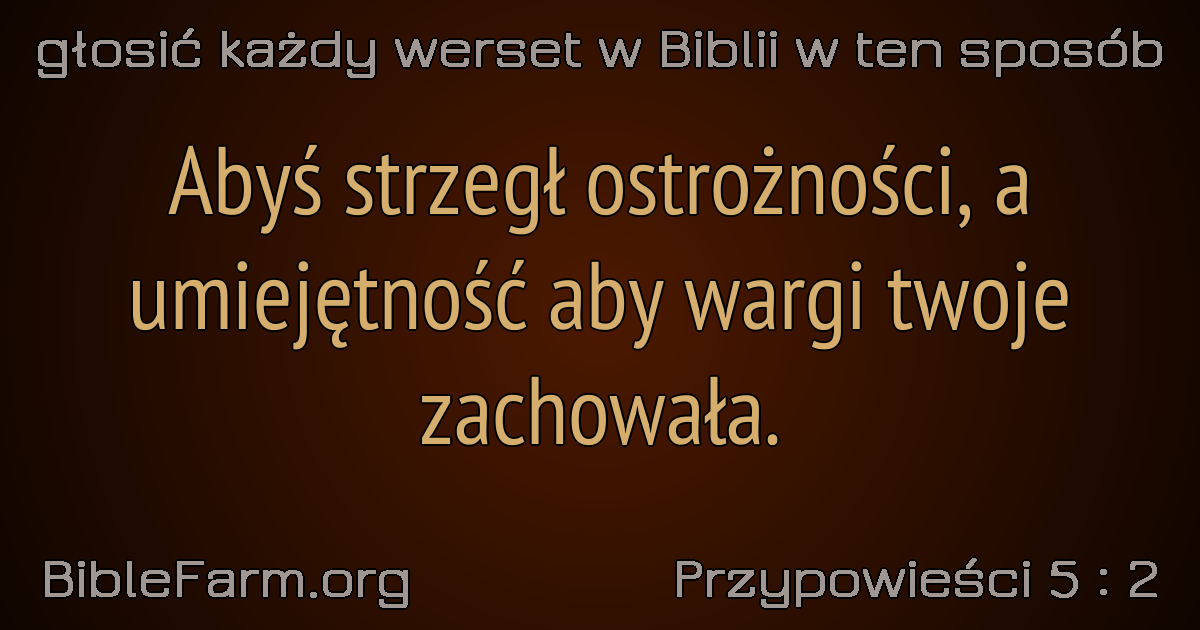 głosić każdy werset w Biblii w ten sposób
Abyś strzegł ostrożności, a
umiejętność aby wargi twoje
zachowała.
BibleFarm.org
Przypowieści 5 : 2